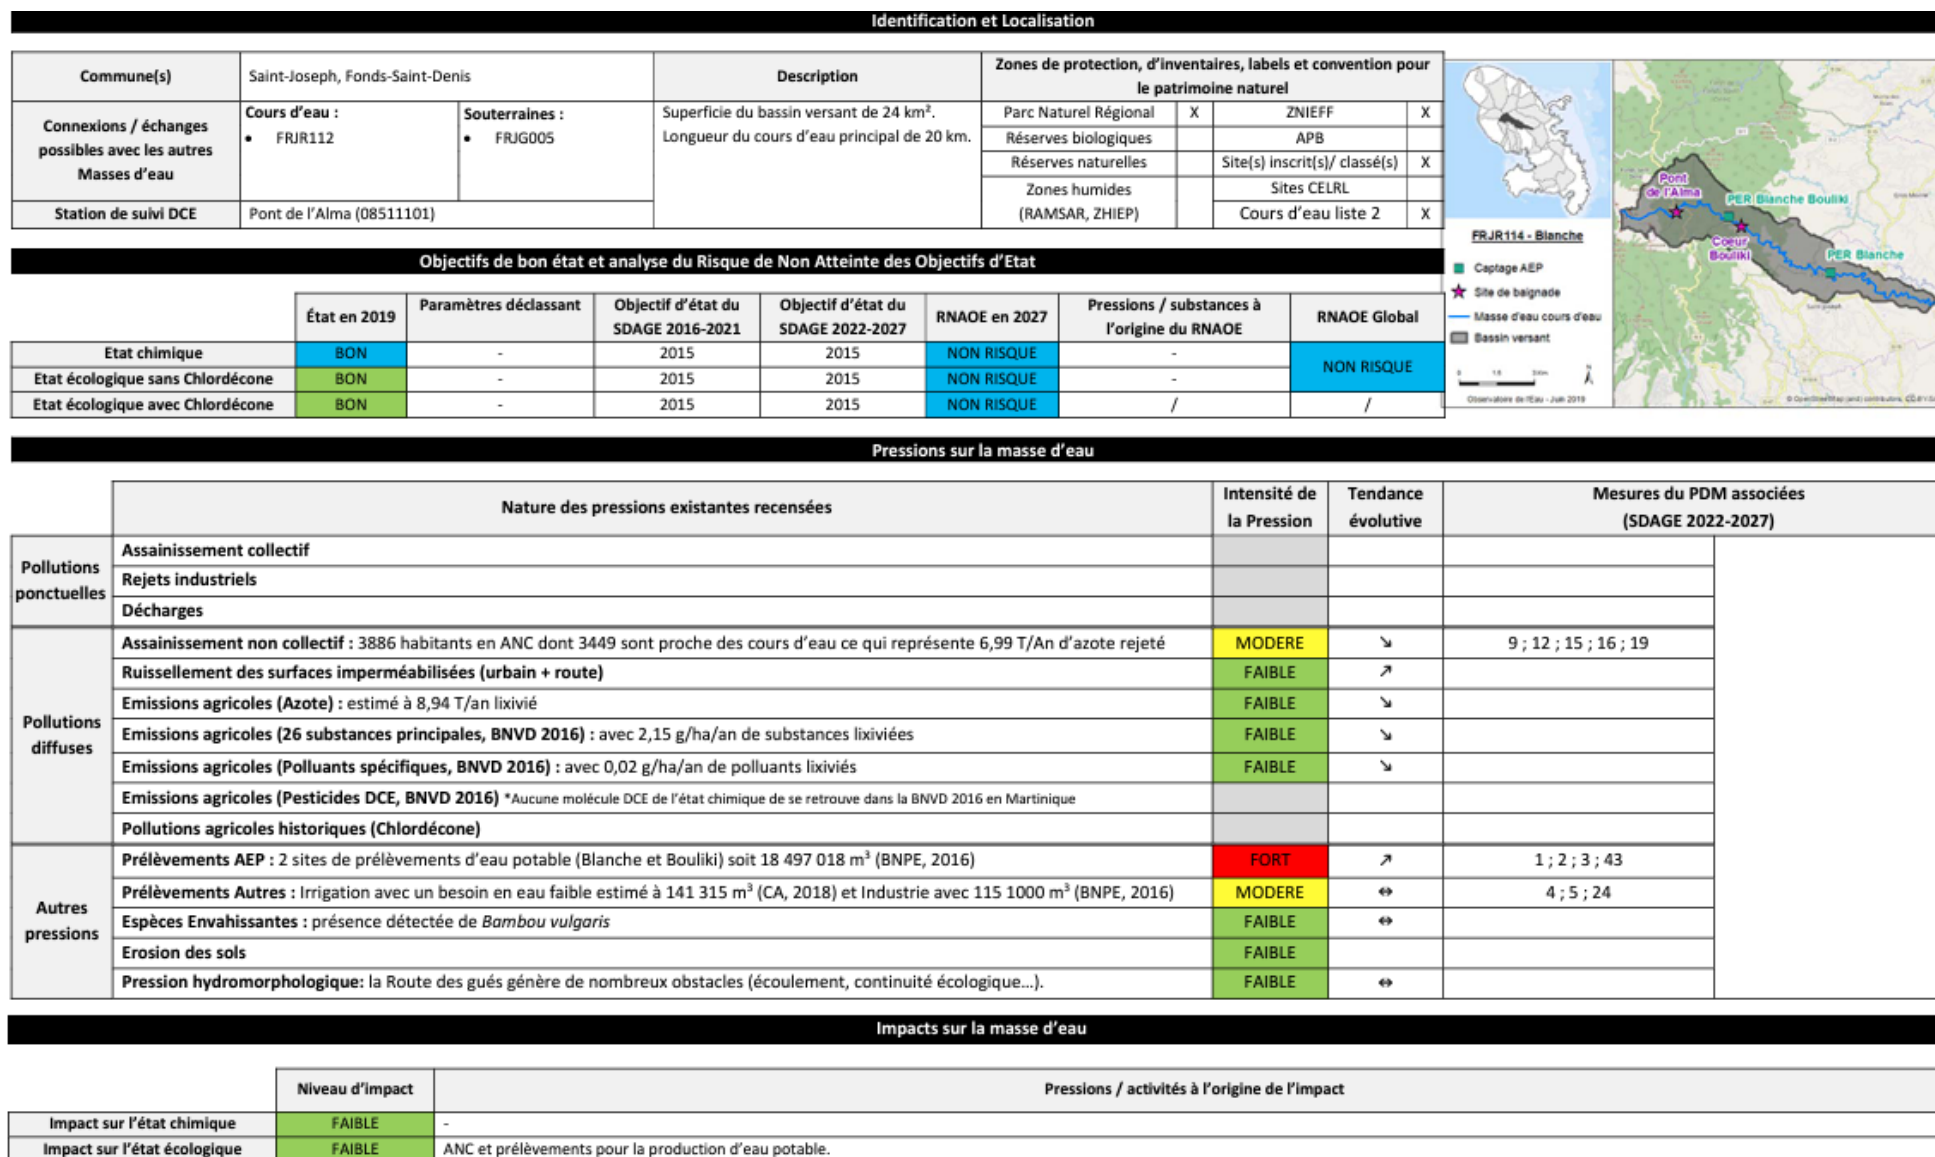 Identification et Localisation
Commune(s)
Saint-Joseph, Fonds-Saint-Denis
Description
Zones de protection, d'inventaires, labels et convention pour
le patrimoine naturel
Connexions / échanges
possibles avec les autres
Masses d'eau
Cours d'eau :
• FRJR112
Souterraines :
• FRJG005
Superficie du bassin versant de 24 km².
Longueur du cours d'eau principal de 20 km.
Parc Naturel Régional X ZNIEFF X
Réserves biologiques APB
Réserves naturelles Site(s) inscrit(s)/ classé(s) X
Zones humides
(RAMSAR, ZHIEP)
Sites CELRL
Cours d'eau liste 2 X
Station de suivi DCE Pont de l'Alma (08511101)
Pont
de l'Alma
PER Blanche Bouliki
Coeur
Bouliki
PER Blanche
FRJR114 - Blanche
Captage AEP
Site de baignade
Masse d'eau cours d'eau
Bassin versant
Observatoire de l'Eau - Juin 2019
Objectifs de bon état et analyse du Risque de Non Atteinte des Objectifs d'Etat
État en 2019
Paramètres déclassant
Objectif d'état du
SDAGE 2016-2021
Objectif d'état du
SDAGE 2022-2027
RNAOE en 2027
Pressions / substances à
l'origine du RNAOE
RNAOE Global
Etat chimique BON - 2015 2015 NON RISQUE -
NON RISQUE
Etat écologique sans Chlordécone BON - 2015 2015 NON RISQUE -
Etat écologique avec Chlordécone BON - 2015 2015 NON RISQUE / /
Pressions sur la masse d'eau
Nature des pressions existantes recensées
Intensité de
la Pression
Tendance
évolutive
Mesures du PDM associées
(SDAGE 2022-2027)
Pollutions
ponctuelles
Assainissement collectif
Rejets industriels
Décharges
Pollutions
diffuses
Assainissement non collectif : 3886 habitants en ANC dont 3449 sont proche des cours d'eau ce qui représente 6,99 T/An d'azote rejeté MODERE ↘ 9 ; 12 ; 15 ; 16 ; 19
Ruissellement des surfaces imperméabilisées (urbain + route) FAIBLE ↗
Emissions agricoles (Azote) : estimé à 8,94 T/an lixivié FAIBLE ↘
Emissions agricoles (26 substances principales, BNVD 2016) : avec 2,15 g/ha/an de substances lixiviées FAIBLE ↘
Emissions agricoles (Polluants spécifiques, BNVD 2016) : avec 0,02 g/ha/an de polluants lixiviés FAIBLE ↘
Emissions agricoles (Pesticides DCE, BNVD 2016) *Aucune molécule DCE de l'état chimique de se retrouve dans la BNVD 2016 en Martinique
Pollutions agricoles historiques (Chlordécone)
Autres
pressions
Prélèvements AEP : 2 sites de prélèvements d'eau potable (Blanche et Bouliki) soit 18 497 018 m³ (BNPE, 2016) FORT ↗ 1 ; 2 ; 3 ; 43
Prélèvements Autres : Irrigation avec un besoin en eau faible estimé à 141 315 m³ (CA, 2018) et Industrie avec 115 1000 m³ (BNPE, 2016) MODERE ⇔ 4 ; 5 ; 24
Espèces Envahissantes : présence détectée de Bambou vulgaris FAIBLE ⇔
Erosion des sols FAIBLE
Pression hydromorphologique: la Route des gués génère de nombreux obstacles (écoulement, continuité écologique...). FAIBLE ⇔
Impacts sur la masse d'eau
Niveau d'impact Pressions / activités à l'origine de l'impact
Impact sur l'état chimique FAIBLE -
Impact sur l'état écologique FAIBLE ANC et prélèvements pour la production d'eau potable.